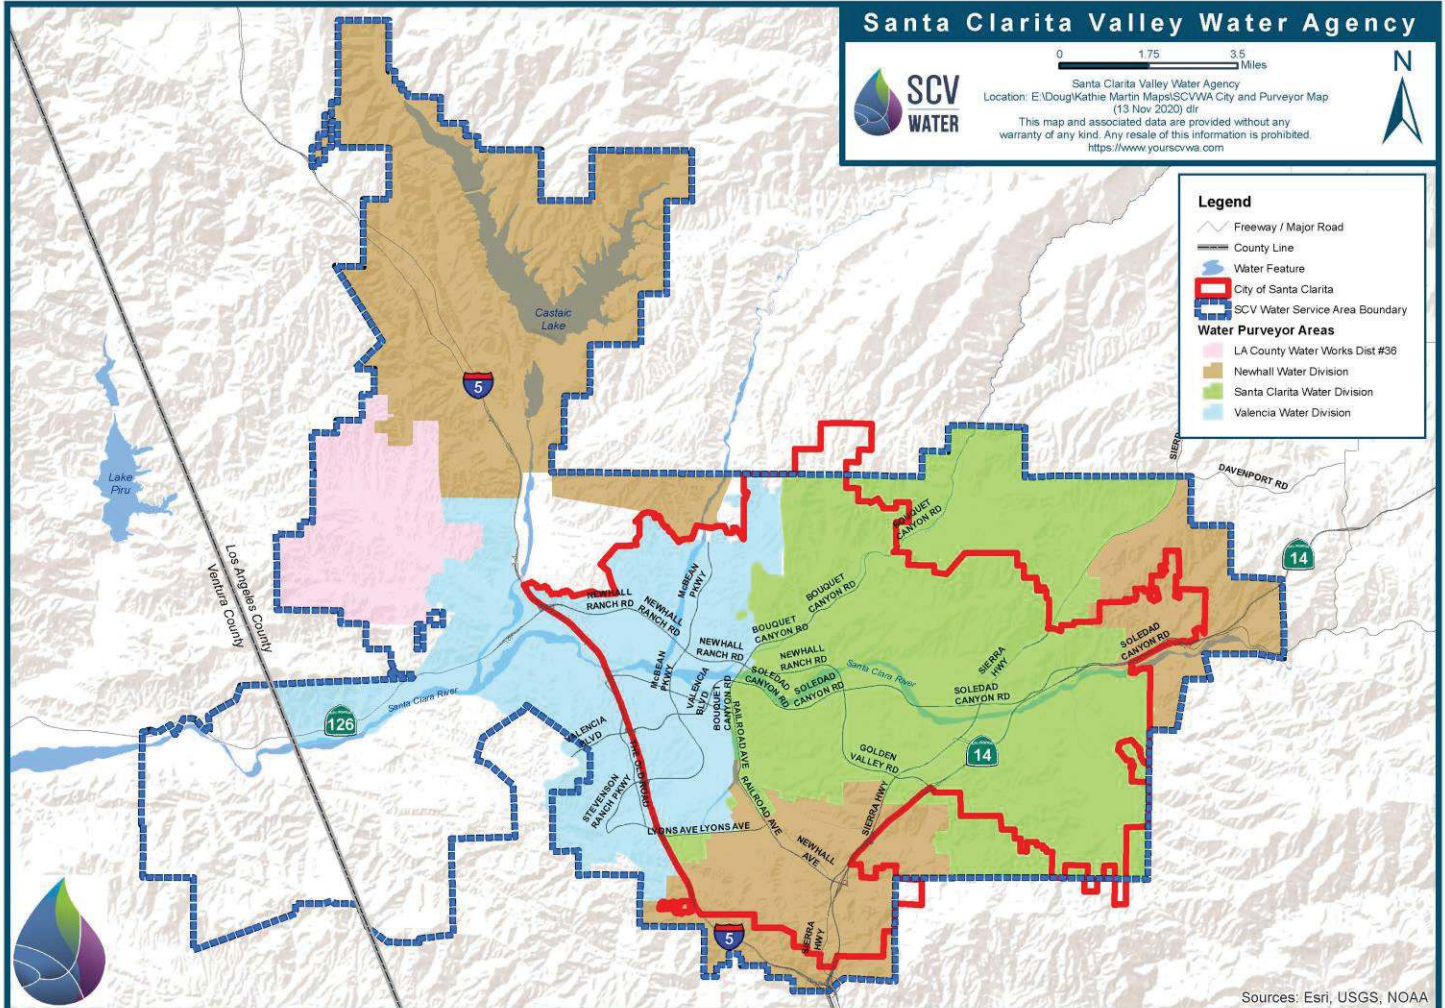 Santa Clarita Valley Water Agency
0 1.75 3.5
Miles
N
SCV
WATER
Santa Clarita Valley Water Agency
Location: E:\Doug\Kathie Martin Maps\SCVWA City and Purveyor Map
(13 Nov 2020) dlr
This map and associated data are provided without any
warranty of any kind. Any resale of this information is prohibited.
https://www.yourscvwa.com
Legend
Freeway / Major Road
County Line
Water Feature
City of Santa Clarita
SCV Water Service Area Boundary
Water Purveyor Areas
LA County Water Works Dist #36
Newhall Water Division
Santa Clarita Water Division
Valencia Water Division
Castaic
Lake
5
Lake
Piru
Los Angeles County
Ventura County
SIERR
DAVENPORT RD
14
BOUQUET
CANYON RD
BOUQUET
CANYON RD
BOUQUET
CANYON RD
McBEAN
PKWY
NEWHALL
RANCH RD
NEWHALL
RANCH RD
NEWHALL
RANCH RD
NEWHALL
RANCH RD
SOLEDAD
CANYON RD
SIERRA
HWY
McBEAN
PKWY
SOLEDAD
CANYON RD
SOLEDAD
CANYON RD
Santa Clara River
SOLEDAD
CANYON RD
VALENCIA
BLVD
BOUQUET
CANYON RD
Santa Clara River
126
VALENCIA
BLVD
THE OLD ROAD
RAILROAD AVE
GOLDEN
VALLEY RD
14
STEVENSON
RANCH PKWY
RAILROAD AVE
SIERRA HWY
LYONS AVE LYONS AVE
NEWHALL
AVE
SIERRA
HWY
5
Sources: Esri, USGS, NOAA